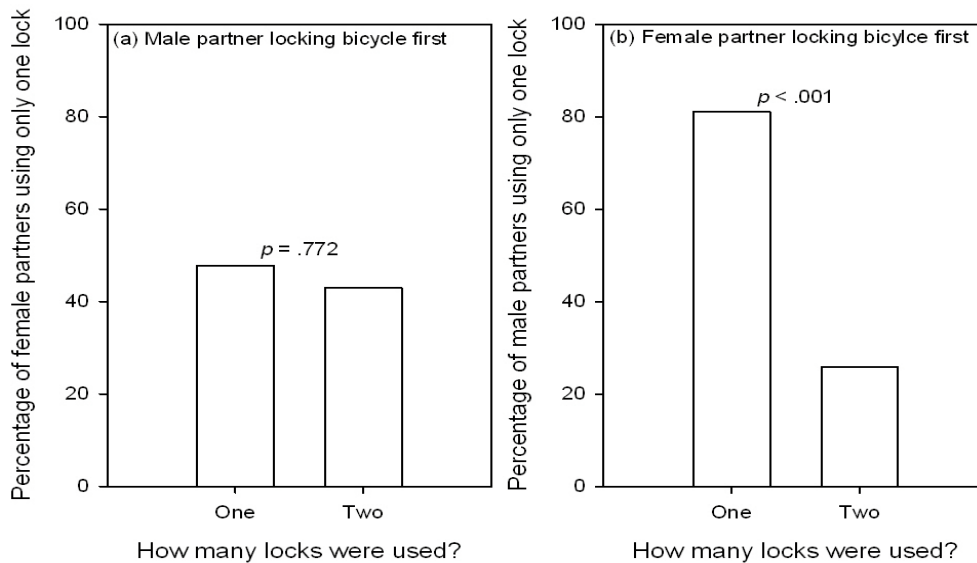 Percentage of female partners using only one lock
(a) Male partner locking bicycle first
100
80
60
40
20
0
p = .772
One
Two
How many locks were used?
Percentage of male partners using only one lock
(b) Female partner locking bicylce first
100
80
60
40
20
0
p < .001
One
Two
How many locks were used?